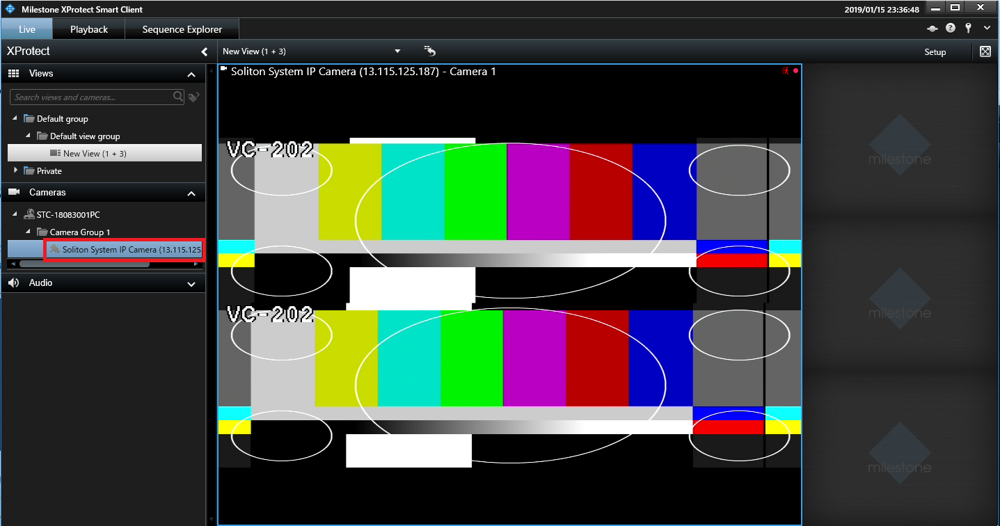 Milestone XProtect Smart Client
2019/01/15 23:36:48
Live
Playback
Sequence Explorer
XProtect
New View (1 + 3)
Setup
Views
Search views and cameras...
Default group
Default view group
New View (1 + 3)
Private
Cameras
STC-18083001PC
Camera Group 1
Soliton System IP Camera (13.115.125
Audio
Soliton System IP Camera (13.115.125.187) - Camera 1
VC-202
VC-202
milestone
milestone
milestone